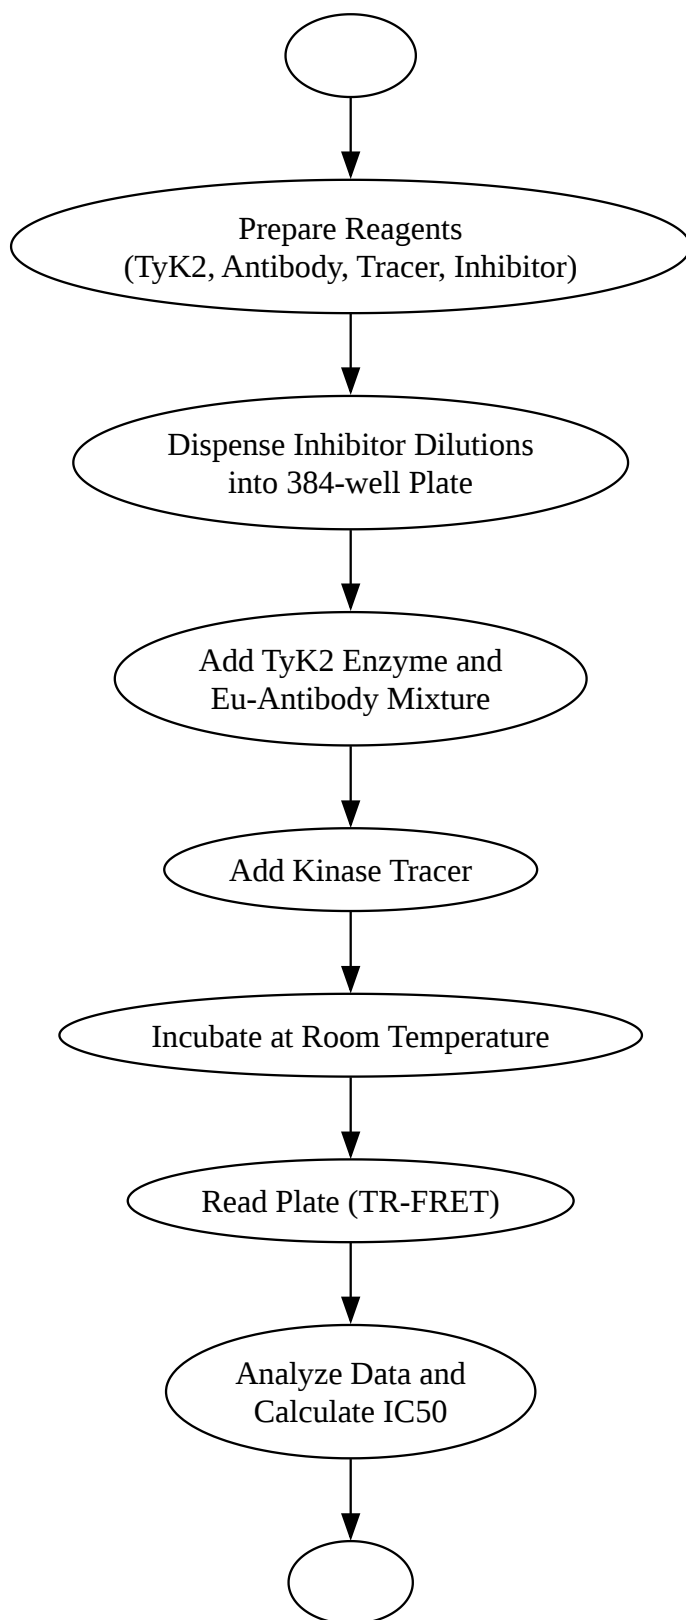 Prepare Reagents
(TyK2, Antibody, Tracer, Inhibitor)
Dispense Inhibitor Dilutions
into 384-well Plate
Add TyK2 Enzyme and
Eu-Antibody Mixture
Add Kinase Tracer
Incubate at Room Temperature
Read Plate (TR-FRET)
Analyze Data and
Calculate IC50